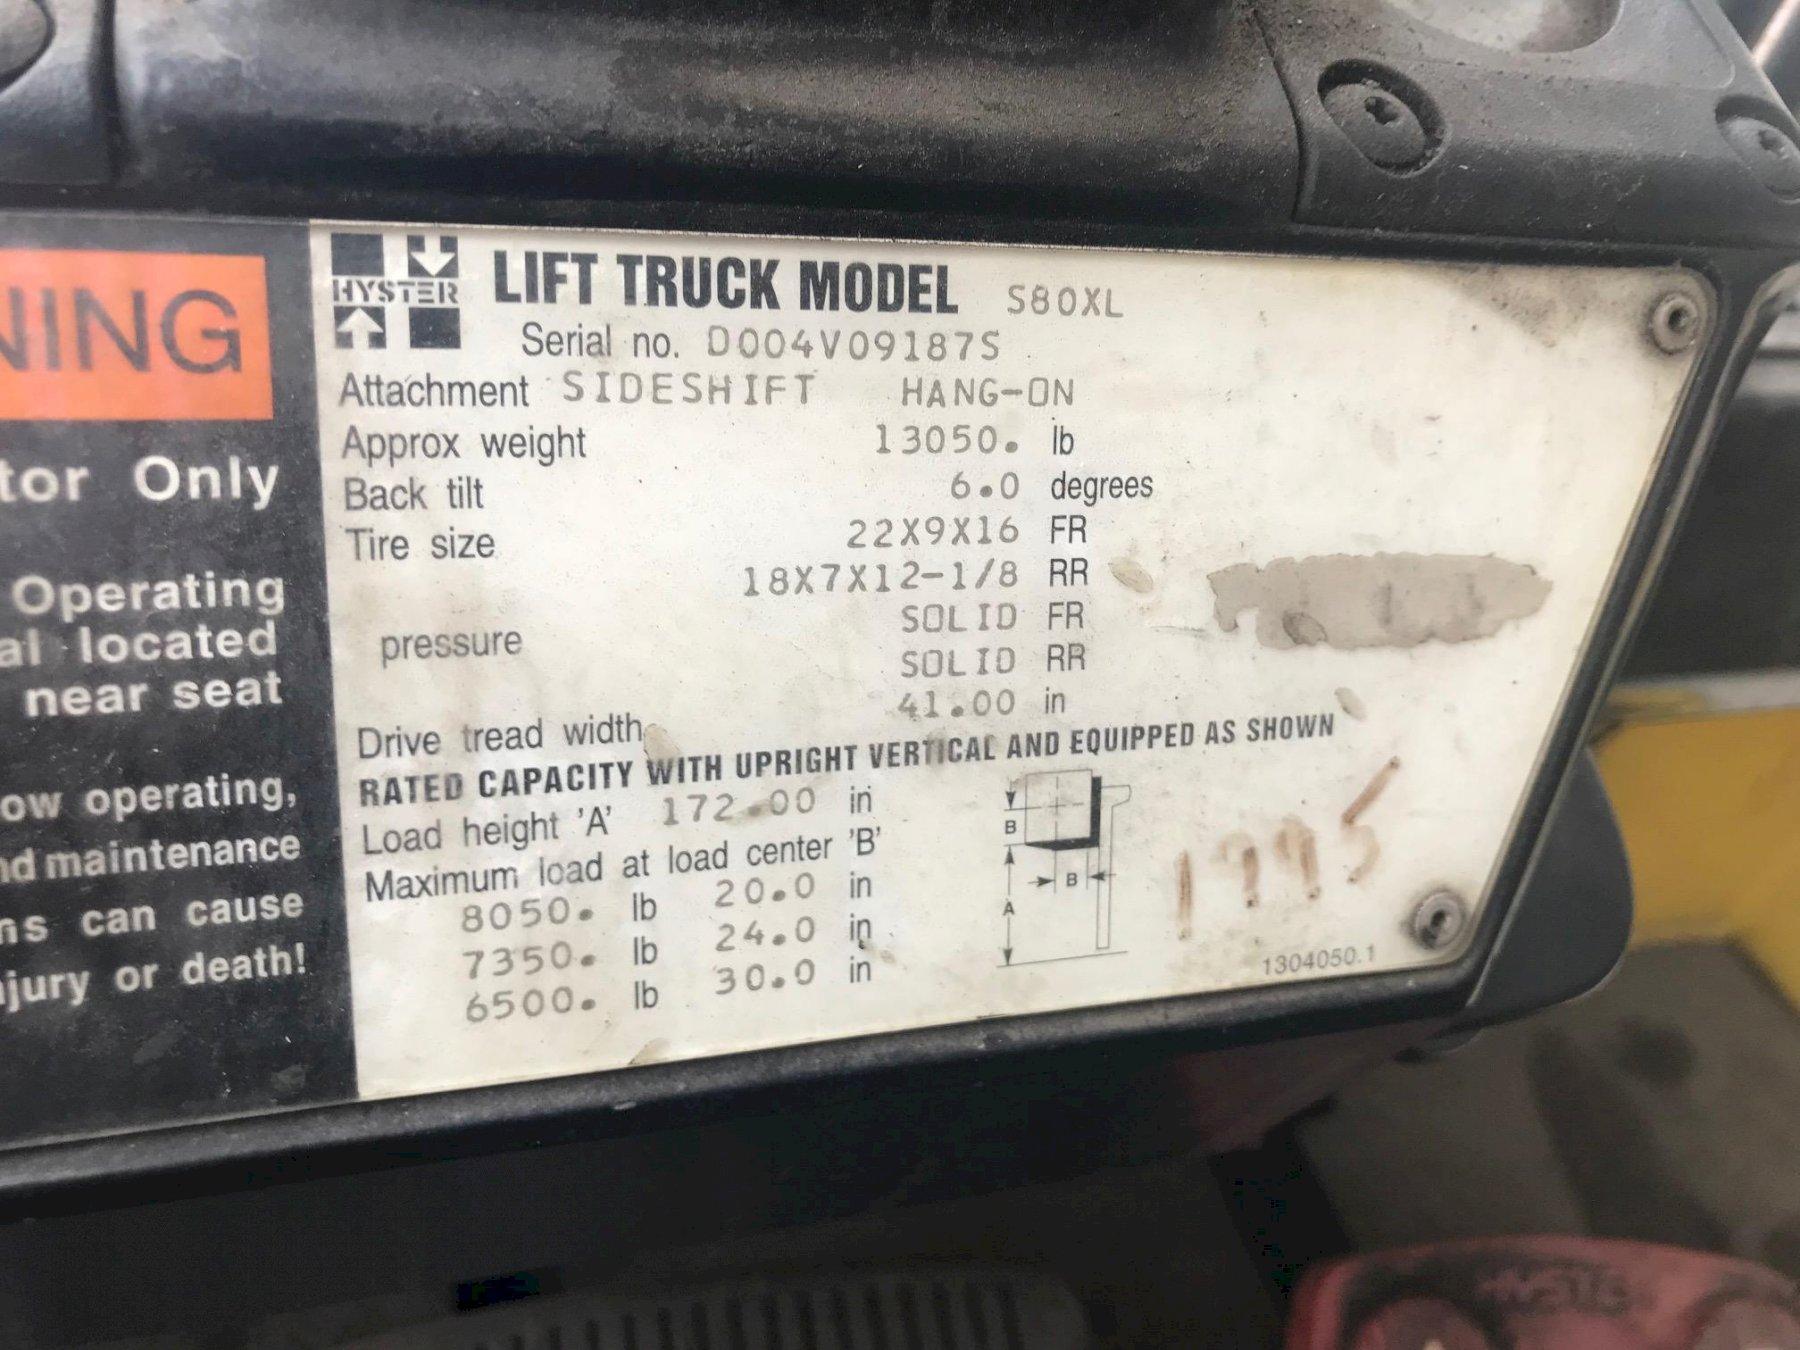 NING
tor Only
Operating
al located
near seat
ow operating,
nd maintenance
ns can cause
njury or death!
HYSTER
LIFT TRUCK MODEL S80XL
Serial no. D004V09187S
Attachment SIDESHIFT HANG-ON
Approx weight 13050. lb
Back tilt 6.0 degrees
Tire size 22X9X16 FR
18X7X12-1/8 RR
pressure SOLID FR
SOLID RR
Drive tread width 41.00 in
RATED CAPACITY WITH UPRIGHT VERTICAL AND EQUIPPED AS SHOWN
Load height 'A' 172.00 in
Maximum load at load center 'B'
8050. lb 20.0 in
7350. lb 24.0 in
6500. lb 30.0 in
B
B
A
1995
1304050.1